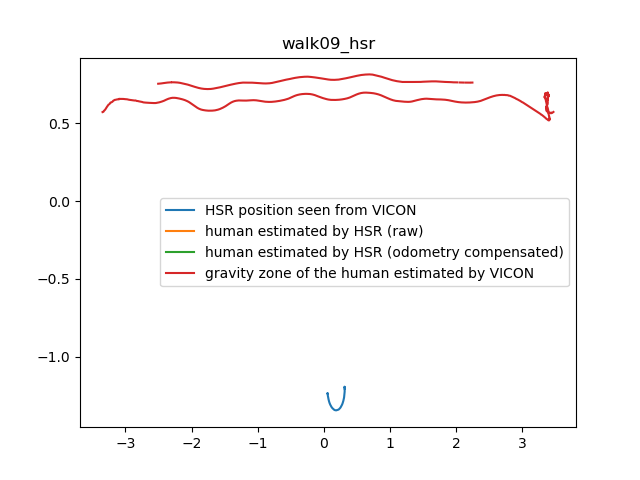 walk09_hsr
0.5
0.0
−0.5
−1.0
HSR position seen from VICON
human estimated by HSR (raw)
human estimated by HSR (odometry compensated)
gravity zone of the human estimated by VICON
−3 −2 −1 0 1 2 3